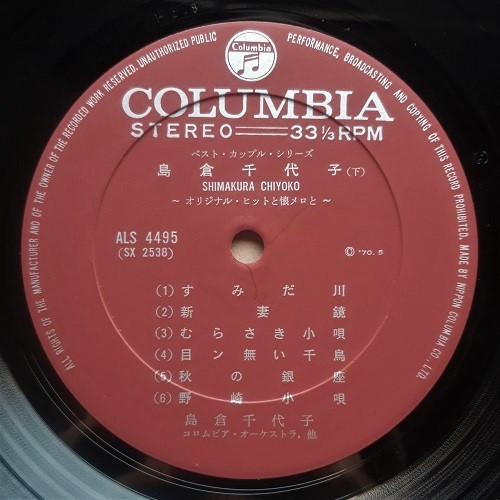 ALL RIGHTS OF THE MANUFACTURER AND OF THE OWNER OF THE RECORDED WORK RESERVED. UNAUTHORIZED PUBLIC PERFORMANCE, BROADCASTING AND COPYING OF THIS RECORD PROHIBITED. MADE BY NIPPON COLUMBIA CO., LTD.
Columbia
COLUMBIA
STEREO 33⅓RPM
ベスト・カップル・シリーズ
島倉千代子(下)
SHIMAKURA CHIYOKO
~オリジナル・ヒットと懐メロと~
ALS 4495
(SX 2538)
© '70.5
(1)すみだ川
(2)新妻鏡
(3)むらさき小唄
(4)目ン無い千鳥
(5)秋の銀座
(6)野崎小唄
島倉千代子
コロムビア・オーケストラ、他